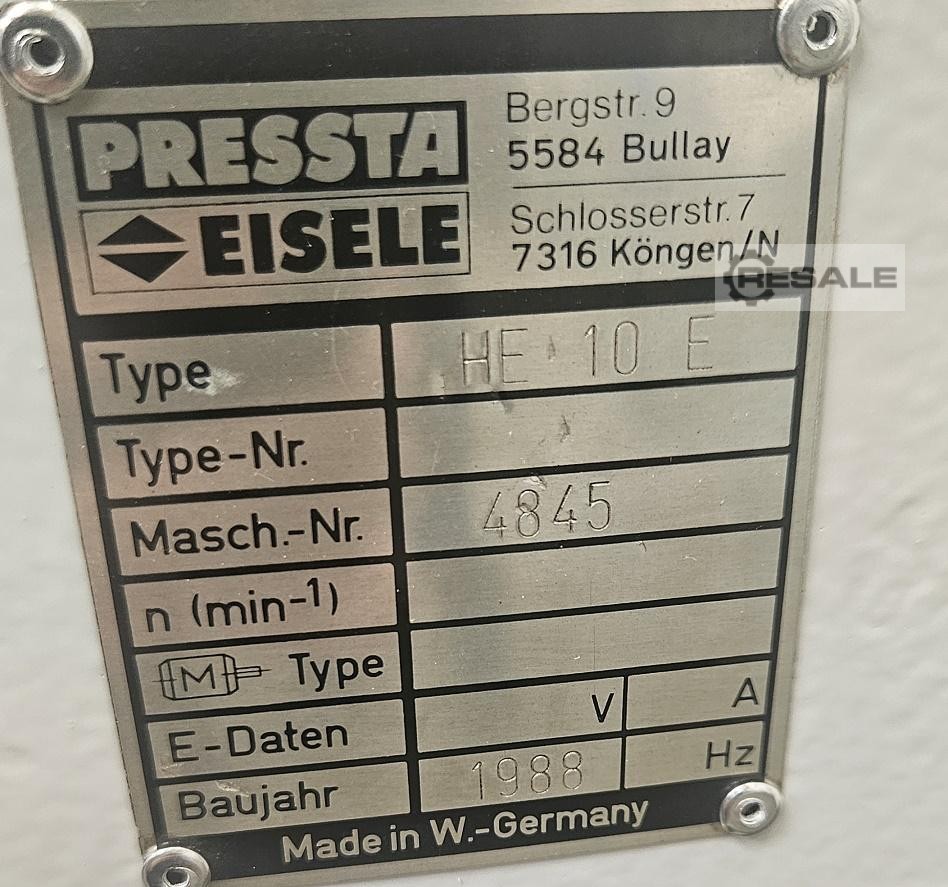 PRESSTA
EISELE
Bergstr. 9
5584 Bullay
Schlosserstr. 7
7316 Köngen/N
RESALE
Type HE 10 E
Type-Nr.
Masch.-Nr. 4845
n (min-1)
M Type
E-Daten V A
Baujahr 1988 Hz
Made in W.-Germany